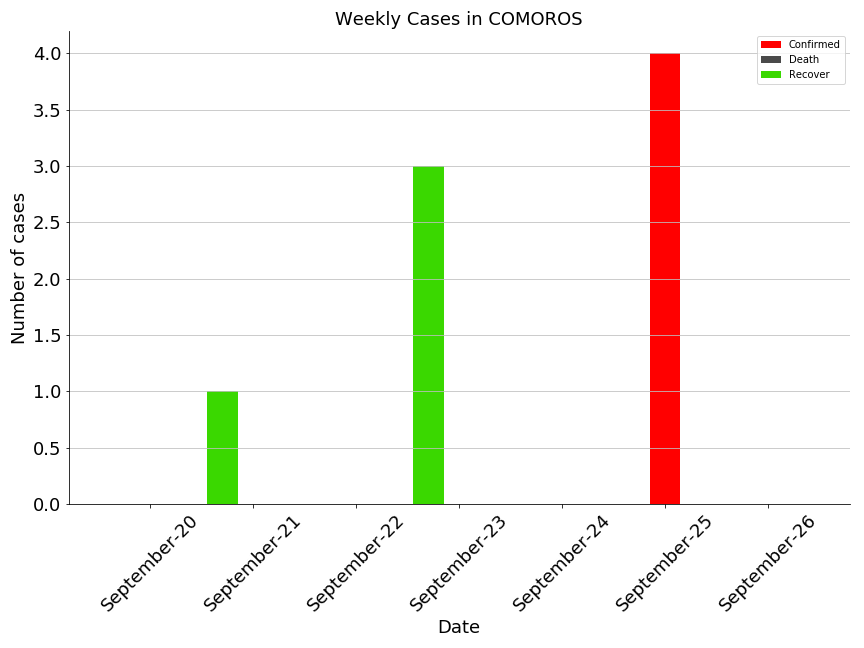 Weekly Cases in COMOROS
Confirmed
Death
Recover
Number of cases
4.0
3.5
3.0
2.5
2.0
1.5
1.0
0.5
0.0
September-20
September-21
September-22
September-23
September-24
September-25
September-26
Date